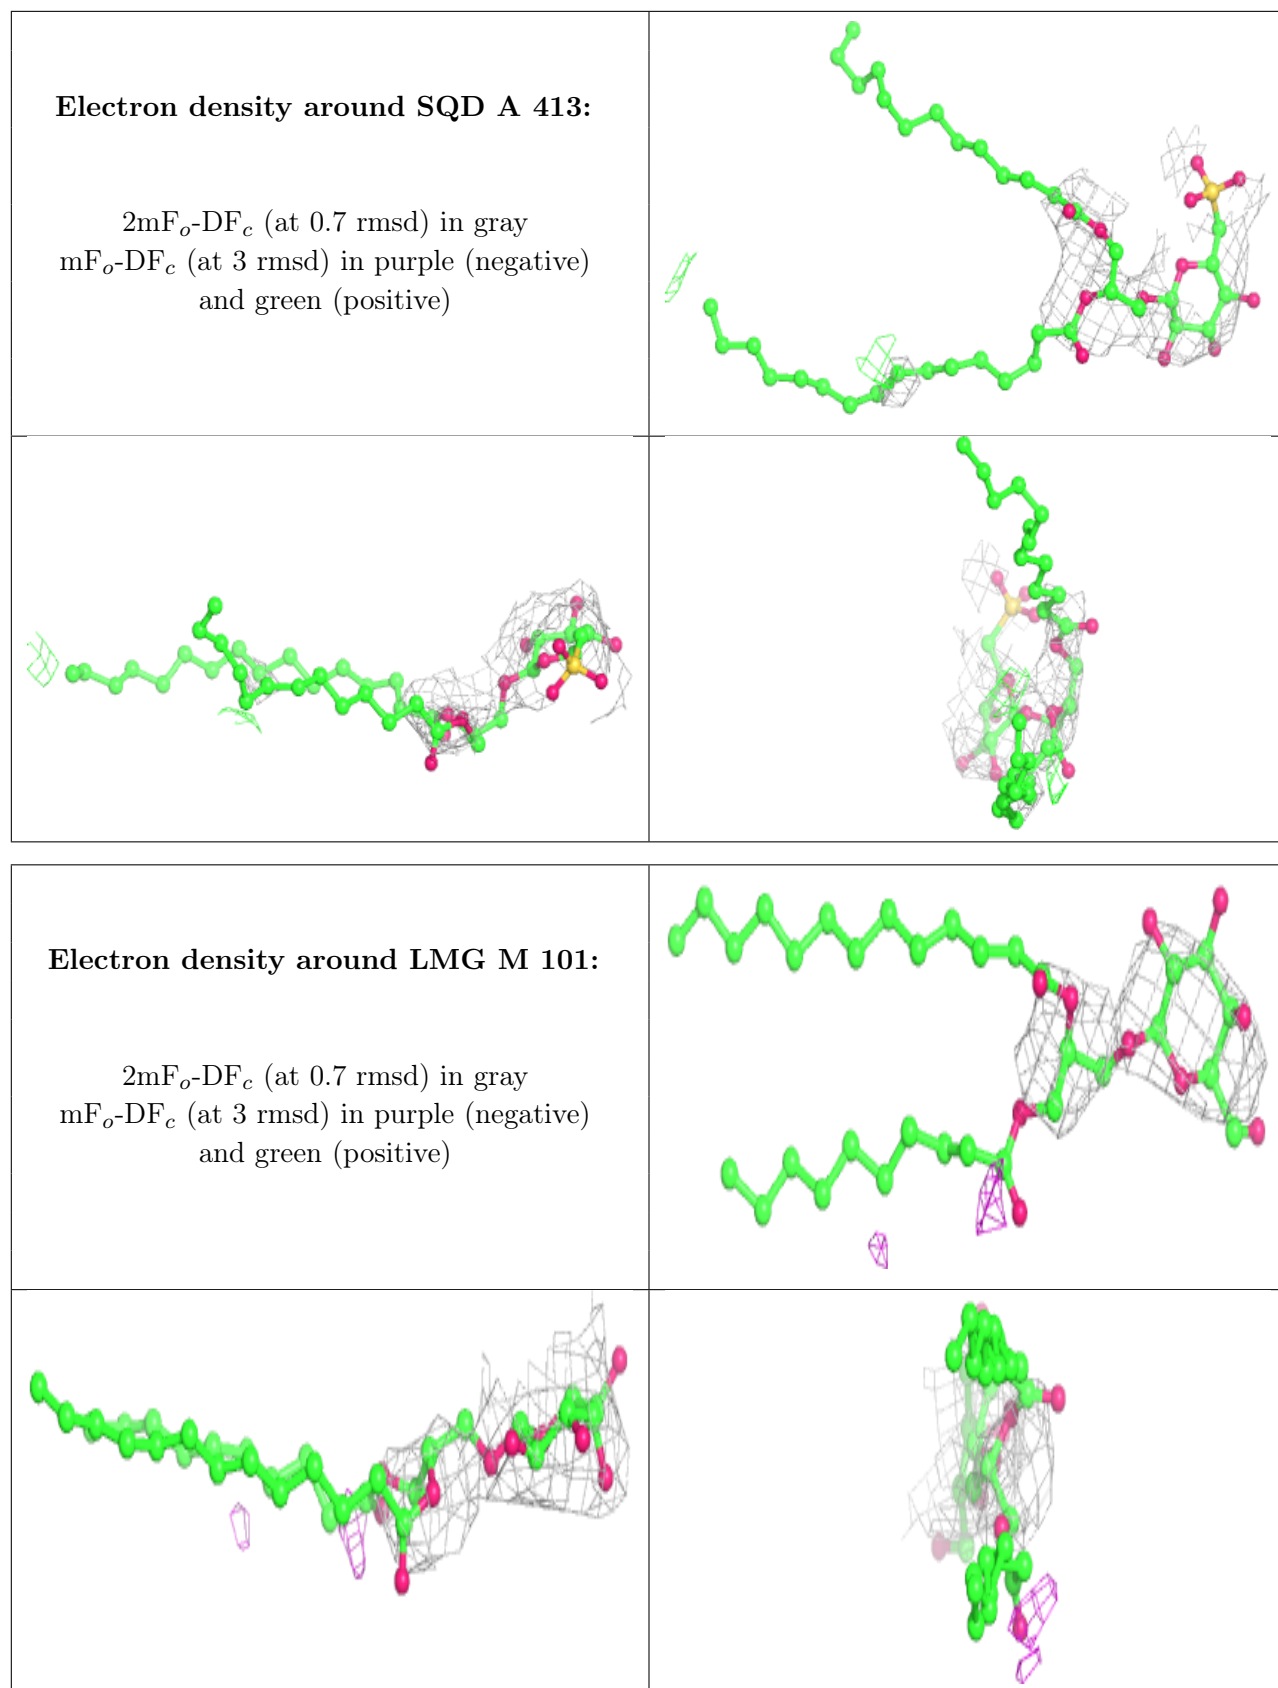 Electron density around SQD A 413:
2mFo-DFc (at 0.7 rmsd) in gray
mFo-DFc (at 3 rmsd) in purple (negative)
and green (positive)
Electron density around LMG M 101:
2mFo-DFc (at 0.7 rmsd) in gray
mFo-DFc (at 3 rmsd) in purple (negative)
and green (positive)